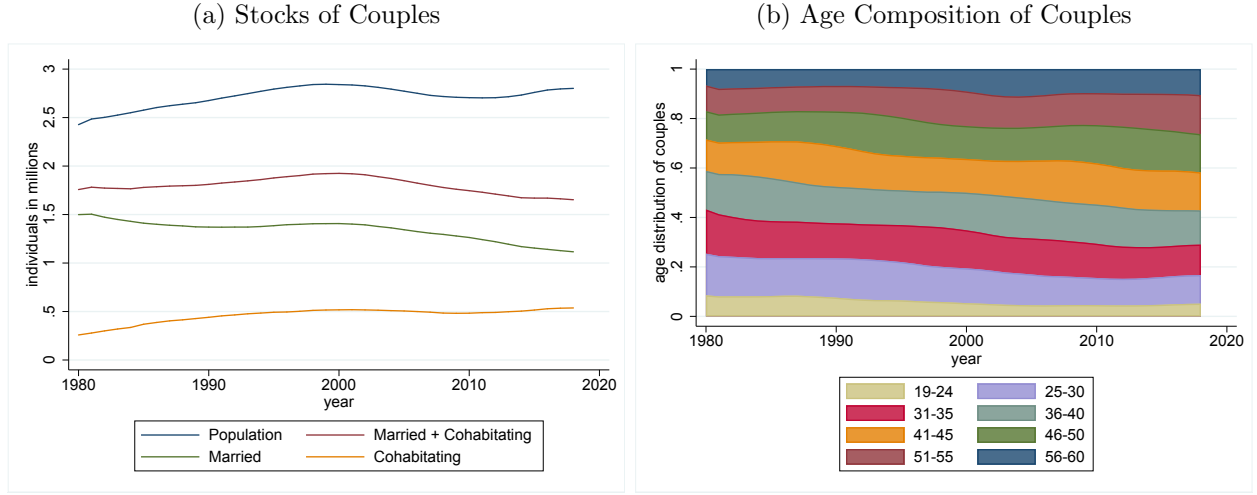 (a) Stocks of Couples
individuals in millions
3
2.5
2
1.5
1
.5
0
1980 1990 2000 2010 2020
year
Population Married + Cohabitating
Married Cohabitating
(b) Age Composition of Couples
age distribution of couples
1
.8
.6
.4
.2
0
1980 1990 2000 2010 2020
year
19-24 25-30
31-35 36-40
41-45 46-50
51-55 56-60